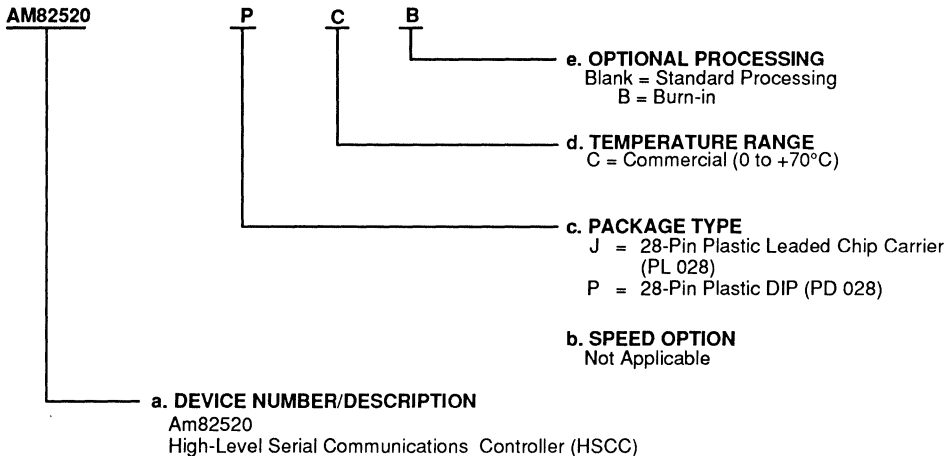 AM82520 P C B
e. OPTIONAL PROCESSING
Blank = Standard Processing
B = Burn-in
d. TEMPERATURE RANGE
C = Commercial (0 to +70°C)
c. PACKAGE TYPE
J = 28-Pin Plastic Leaded Chip Carrier
(PL 028)
P = 28-Pin Plastic DIP (PD 028)
b. SPEED OPTION
Not Applicable
a. DEVICE NUMBER/DESCRIPTION
Am82520
High-Level Serial Communications Controller (HSCC)